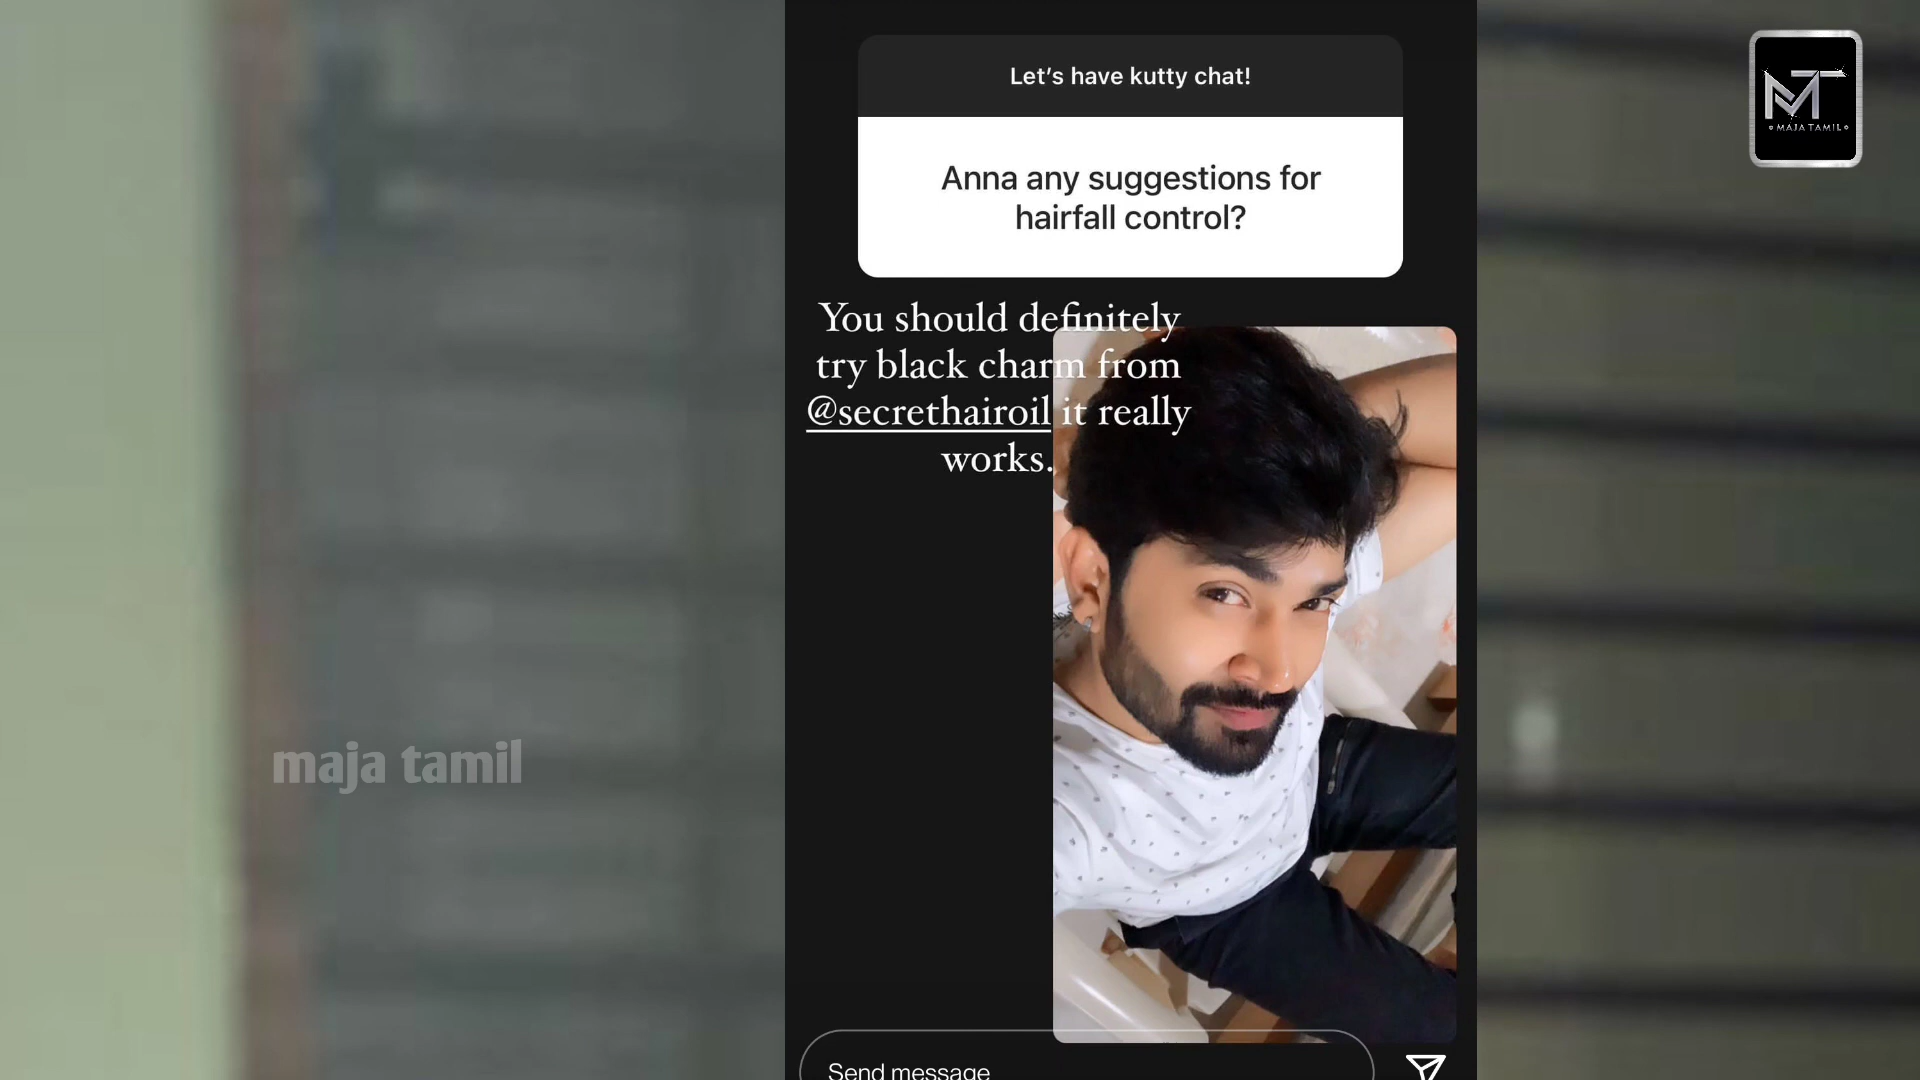 Let’s have kutty chat!
Anna any suggestions for
hairfall control?
You should definitely
try black charm from
@secrethairoil it really
works.
Send message
MT
MAJA TAMIL
maja tamil